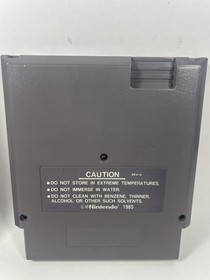 CAUTION
• DO NOT STORE IN EXTREME TEMPERATURES.
• DO NOT IMMERSE IN WATER.
• DO NOT CLEAN WITH BENZENE, THINNER,
ALCOHOL OR OTHER SUCH SOLVENTS.
Nintendo 1985